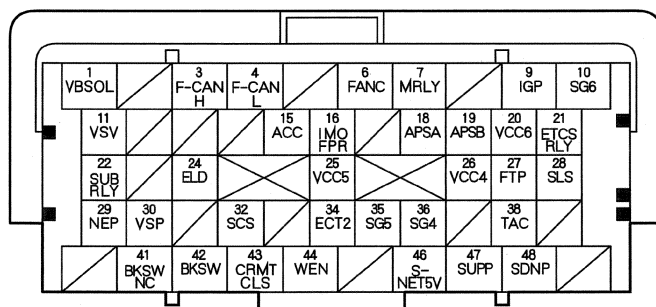 1 3 4 6 7 9 10
VBSOL F-CAN F-CAN FANC MRLY IGP SG6
H L
11 15 16 18 19 20 21
VSV ACC IMO APSA APSB VCC6 ETCS
FPR RLY
22 24 25 26 27 28
SUB ELD VCC5 VCC4 FTP SLS
RLY
29 30 32 34 35 36 38
NEP VSP SCS ECT2 SG5 SG4 TAC
41 42 43 44 46 47 48
BKSW BKSW CRMT WEN S- SUPP SDNP
NC CLS NET5V